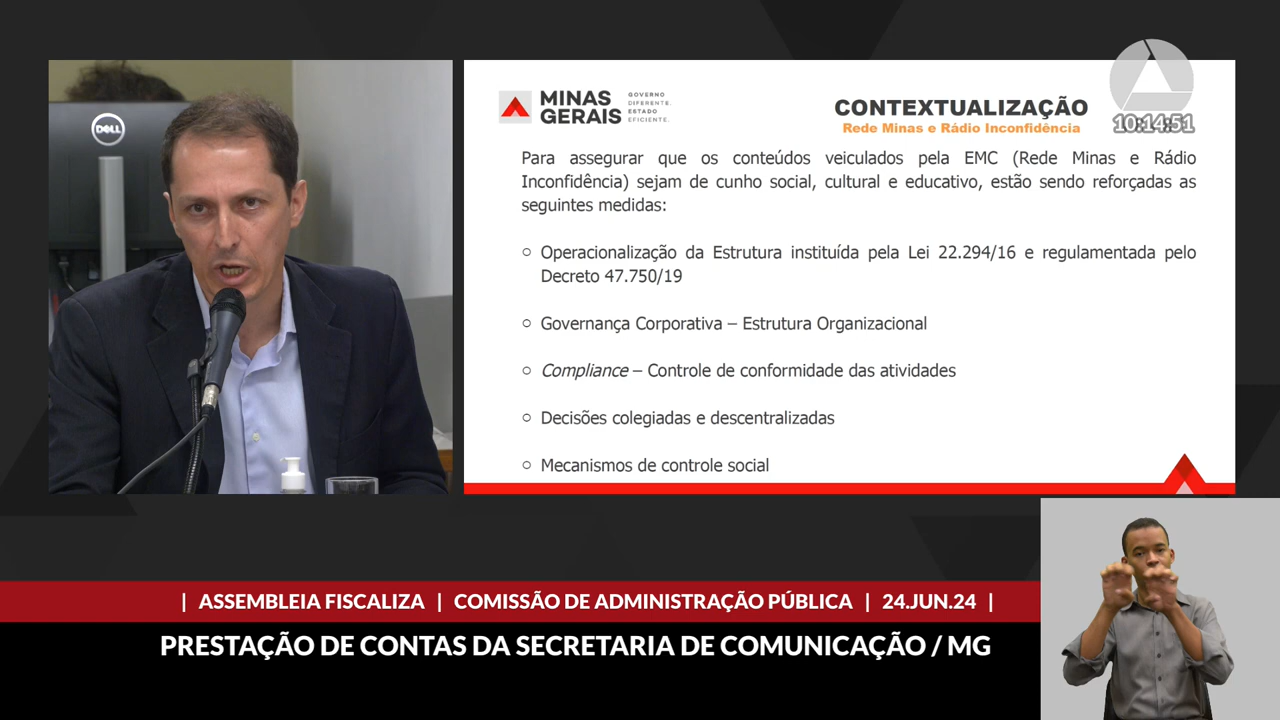 DELL
MINAS
GERAIS
GOVERNO
DIFERENTE.
ESTADO
EFICIENTE.
CONTEXTUALIZAÇÃO
Rede Minas e Rádio Inconfidência
10:14:51
Para assegurar que os conteúdos veiculados pela EMC (Rede Minas e Rádio
Inconfidência) sejam de cunho social, cultural e educativo, estão sendo reforçadas as
seguintes medidas:
○ Operacionalização da Estrutura instituída pela Lei 22.294/16 e regulamentada pelo
Decreto 47.750/19
○ Governança Corporativa – Estrutura Organizacional
○ Compliance – Controle de conformidade das atividades
○ Decisões colegiadas e descentralizadas
○ Mecanismos de controle social
| ASSEMBLEIA FISCALIZA | COMISSÃO DE ADMINISTRAÇÃO PÚBLICA | 24.JUN.24 |
PRESTAÇÃO DE CONTAS DA SECRETARIA DE COMUNICAÇÃO / MG